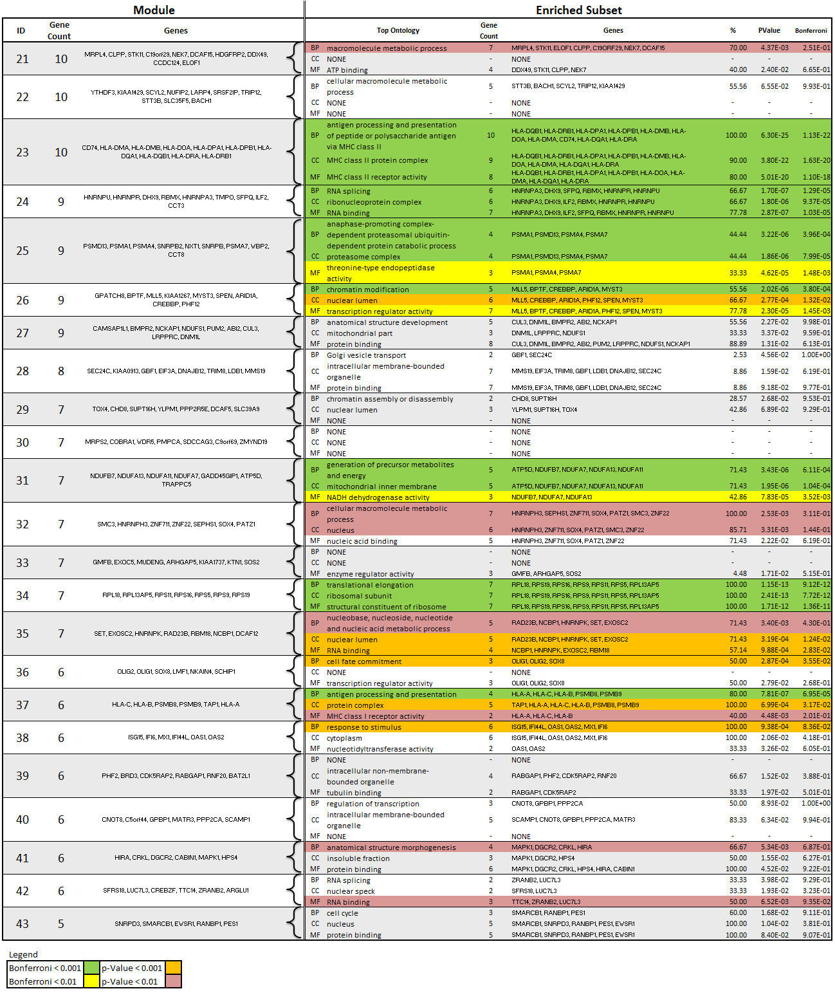 Module Enriched Subset
ID Gene Count Genes Top Ontology Gene Count Genes % PValue Bonferroni
21 10 MRPL4, CLPP, STK11, C19orf29, NEK7, DCAF15, HDGFRP2, DDX49,
CCDC124, ELOF1
BP macromolecule metabolic process 7 MRPL4, STK11, ELOF1, CLPP, C19ORF29, NEK7, DCAF15 70.00 4.37E-03 2.51E-01
CC NONE - NONE - - -
MF ATP binding 4 DDX49, STK11, CLPP, NEK7 40.00 2.40E-02 6.65E-01
22 10 YTHDF3, KIAA1429, SCYL2, NUFIP2, LARP4, SRSF2IP, TRIP12,
STT3B, SLC35F5, BACH1
BP cellular macromolecule metabolic
process 5 STT3B, BACH1, SCYL2, TRIP12, KIAA1429 55.56 6.55E-02 9.93E-01
CC NONE - NONE - - -
MF NONE - NONE - - -
23 10 CD74, HLA-DMA, HLA-DMB, HLA-DOA, HLA-DPA1, HLA-DPB1, HLA-
DQA1, HLA-DQB1, HLA-DRA, HLA-DRB1
antigen processing and presentation
BP of peptide or polysaccharide antigen
via MHC class II 10 HLA-DQB1, HLA-DRB1, HLA-DPA1, HLA-DPB1, HLA-DMB, HLA-
DOA, HLA-DMA, CD74, HLA-DQA1, HLA-DRA 100.00 6.30E-25 1.13E-22
CC MHC class II protein complex 9 HLA-DQB1, HLA-DRB1, HLA-DPA1, HLA-DPB1, HLA-DMB, HLA-
DOA, HLA-DMA, HLA-DQA1, HLA-DRA 90.00 3.80E-22 1.63E-20
MF MHC class II receptor activity 8 HLA-DQB1, HLA-DRB1, HLA-DPA1, HLA-DPB1, HLA-DOA, HLA-
DMA, HLA-DQA1, HLA-DRA 80.00 5.01E-20 1.10E-18
24 9 HNRNPU, HNRNPR, DHX9, RBMX, HNRNPA3, TMPO, SFPQ, ILF2,
CCT3
BP RNA splicing 6 HNRNPA3, DHX9, SFPQ, RBMX, HNRNPR, HNRNPU 66.67 1.70E-07 1.29E-05
CC ribonucleoprotein complex 6 HNRNPA3, DHX9, ILF2, RBMX, HNRNPR, HNRNPU 66.67 1.80E-06 9.37E-05
MF RNA binding 7 HNRNPA3, DHX9, ILF2, SFPQ, RBMX, HNRNPR, HNRNPU 77.78 2.87E-07 1.03E-05
25 9 PSMD13, PSMA1, PSMA4, SNRPB2, NXT1, SNRPB, PSMA7, WBP2,
CCT8
anaphase-promoting complex-
BP dependent proteasomal ubiquitin-
dependent protein catabolic process 4 PSMA1, PSMD13, PSMA4, PSMA7 44.44 3.22E-06 3.96E-04
CC proteasome complex 4 PSMA1, PSMD13, PSMA4, PSMA7 44.44 1.86E-06 7.99E-05
MF threonine-type endopeptidase
activity 3 PSMA1, PSMA4, PSMA7 33.33 4.62E-05 1.48E-03
26 9 GPATCH8, BPTF, MLL5, KIAA1267, MYST3, SPEN, ARID1A,
CREBBP, PHF12
BP chromatin modification 5 MLL5, BPTF, CREBBP, ARID1A, MYST3 55.56 2.02E-06 3.80E-04
CC nuclear lumen 6 MLL5, CREBBP, ARID1A, PHF12, SPEN, MYST3 66.67 2.77E-04 1.32E-02
MF transcription regulator activity 7 MLL5, BPTF, CREBBP, ARID1A, PHF12, SPEN, MYST3 77.78 2.30E-05 1.45E-03
27 9 CAMSAP1L1, BMPR2, NCKAP1, NDUFS1, PUM2, ABI2, CUL3,
LRPPRC, DNM1L
BP anatomical structure development 5 CUL3, DNM1L, BMPR2, ABI2, NCKAP1 55.56 2.27E-02 9.98E-01
CC mitochondrial part 3 DNM1L, LRPPRC, NDUFS1 33.33 3.37E-02 9.59E-01
MF protein binding 8 CUL3, DNM1L, BMPR2, ABI2, PUM2, LRPPRC, NDUFS1, NCKAP1 88.89 1.31E-02 6.13E-01
28 8 SEC24C, KIAA0913, GBF1, EIF3A, DNAJB12, TRIM8, LDB1, MMS19
BP Golgi vesicle transport 2 GBF1, SEC24C 2.53 4.56E-02 1.00E+00
CC intracellular membrane-bounded
organelle 7 MMS19, EIF3A, TRIM8, GBF1, LDB1, DNAJB12, SEC24C 8.86 1.59E-02 6.19E-01
MF protein binding 7 MMS19, EIF3A, TRIM8, GBF1, LDB1, DNAJB12, SEC24C 8.86 9.18E-02 9.77E-01
29 7 TOX4, CHD8, SUPT16H, YLPM1, PPP2R5E, DCAF5, SLC39A9
BP chromatin assembly or disassembly 2 CHD8, SUPT16H 28.57 2.68E-02 9.53E-01
CC nuclear lumen 3 YLPM1, SUPT16H, TOX4 42.86 6.89E-02 9.29E-01
MF NONE - NONE - - -
30 7 MRPS2, COBRA1, WDR5, PMPCA, SDCCAG3, C9orf69, ZMYND19
BP NONE - NONE - - -
CC NONE - NONE - - -
MF NONE - NONE - - -
31 7 NDUFB7, NDUFA13, NDUFA11, NDUFA7, GADD45GIP1, ATP5D,
TRAPPC5
BP generation of precursor metabolites
and energy 5 ATP5D, NDUFB7, NDUFA7, NDUFA13, NDUFA11 71.43 3.43E-06 6.11E-04
CC mitochondrial inner membrane 5 ATP5D, NDUFB7, NDUFA7, NDUFA13, NDUFA11 71.43 1.95E-06 1.04E-04
MF NADH dehydrogenase activity 3 NDUFB7, NDUFA7, NDUFA13 42.86 7.83E-05 3.52E-03
32 7 SMC3, HNRNPH3, ZNF711, ZNF22, SEPHS1, SOX4, PATZ1
BP cellular macromolecule metabolic
process 7 HNRNPH3, SEPHS1, ZNF711, SOX4, PATZ1, SMC3, ZNF22 100.00 2.53E-03 3.11E-01
CC nucleus 6 HNRNPH3, ZNF711, SOX4, PATZ1, SMC3, ZNF22 85.71 3.31E-03 1.44E-01
MF nucleic acid binding 5 HNRNPH3, ZNF711, SOX4, PATZ1, ZNF22 71.43 2.22E-02 6.19E-01
33 7 GMFB, EXOC5, MUDENG, ARHGAP5, KIAA1737, KTN1, SOS2
BP NONE - NONE - - -
CC NONE - NONE - - -
MF enzyme regulator activity 3 GMFB, ARHGAP5, SOS2 4.48 1.71E-02 5.15E-01
34 7 RPL18, RPL13AP5, RPS11, RPS16, RPS5, RPS9, RPS19
BP translational elongation 7 RPL18, RPS19, RPS16, RPS9, RPS11, RPS5, RPL13AP5 100.00 1.15E-13 9.12E-12
CC ribosomal subunit 7 RPL18, RPS19, RPS16, RPS9, RPS11, RPS5, RPL13AP5 100.00 2.41E-13 7.72E-12
MF structural constituent of ribosome 7 RPL18, RPS19, RPS16, RPS9, RPS11, RPS5, RPL13AP5 100.00 1.71E-12 1.36E-11
35 7 SET, EXOSC2, HNRNPK, RAD23B, RBM18, NCBP1, DCAF12
BP nucleobase, nucleoside, nucleotide
and nucleic acid metabolic process 5 RAD23B, NCBP1, HNRNPK, SET, EXOSC2 71.43 3.40E-03 4.30E-01
CC nuclear lumen 5 RAD23B, NCBP1, HNRNPK, SET, EXOSC2 71.43 3.19E-04 1.24E-02
MF RNA binding 4 NCBP1, HNRNPK, EXOSC2, RBM18 57.14 9.88E-04 2.83E-02
36 6 OLIG2, OLIG1, SOX8, LMF1, NKAIN4, SCHIP1
BP cell fate commitment 3 OLIG1, OLIG2, SOX8 50.00 2.87E-04 3.55E-02
CC NONE - NONE - - -
MF transcription regulator activity 3 OLIG1, OLIG2, SOX8 50.00 2.79E-02 2.68E-01
37 6 HLA-C, HLA-B, PSMB8, PSMB9, TAP1, HLA-A
BP antigen processing and presentation 4 HLA-A, HLA-C, HLA-B, PSMB8, PSMB9 80.00 7.81E-07 6.95E-05
CC protein complex 5 TAP1, HLA-A, HLA-C, HLA-B, PSMB8, PSMB9 100.00 6.99E-04 3.17E-02
MF MHC class I receptor activity 2 HLA-A, HLA-C, HLA-B 40.00 4.48E-03 2.01E-01
38 6 ISG15, IFI6, MX1, IFI44L, OAS1, OAS2
BP response to stimulus 6 ISG15, IFI44L, OAS1, OAS2, MX1, IFI6 100.00 9.38E-04 8.36E-02
CC cytoplasm 6 ISG15, IFI44L, OAS1, OAS2, MX1, IFI6 100.00 2.06E-02 4.18E-01
MF nucleotidyltransferase activity 2 OAS1, OAS2 33.33 3.26E-02 6.05E-01
39 6 PHF2, BRD3, CDK5RAP2, RABGAP1, RNF20, BAT2L1
BP NONE - NONE - - -
CC intracellular non-membrane-
bounded organelle 4 RABGAP1, PHF2, CDK5RAP2, RNF20 66.67 1.52E-02 3.88E-01
MF tubulin binding 2 RABGAP1, CDK5RAP2 33.33 1.97E-02 5.01E-01
40 6 CNOT8, C5orf44, GPBP1, MATR3, PPP2CA, SCAMP1
BP regulation of transcription 3 CNOT8, GPBP1, PPP2CA 50.00 8.93E-02 1.00E+00
CC intracellular membrane-bounded
organelle 5 SCAMP1, CNOT8, GPBP1, PPP2CA, MATR3 83.33 6.34E-02 9.94E-01
MF NONE - NONE - - -
41 6 HIRA, CRKL, DGCR2, CABIN1, MAPK1, HPS4
BP anatomical structure morphogenesis 4 MAPK1, DGCR2, CRKL, HIRA 66.67 5.34E-03 6.87E-01
CC insoluble fraction 3 MAPK1, DGCR2, HPS4 50.00 1.55E-02 6.27E-01
MF protein binding 6 MAPK1, DGCR2, CRKL, HPS4, HIRA, CABIN1 100.00 4.52E-02 9.22E-01
42 6 SFRS18, LUC7L3, CREBZF, TTC14, ZRANB2, ARGLU1
BP RNA splicing 2 ZRANB2, LUC7L3 33.33 3.98E-02 9.29E-01
CC nuclear speck 2 SFRS18, LUC7L3 33.33 1.93E-02 3.23E-01
MF RNA binding 3 TTC14, ZRANB2, LUC7L3 50.00 6.52E-03 9.35E-02
43 5 SNRPD3, SMARCB1, EWSR1, RANBP1, PES1
BP cell cycle 3 SMARCB1, RANBP1, PES1 60.00 1.68E-02 9.11E-01
CC nucleus 5 SMARCB1, SNRPD3, RANBP1, PES1, EWSR1 100.00 1.04E-02 3.81E-01
MF protein binding 5 SMARCB1, SNRPD3, RANBP1, PES1, EWSR1 100.00 8.40E-02 9.07E-01
Legend
Bonferroni < 0.001 p-Value < 0.001
Bonferroni < 0.01 p-Value < 0.01